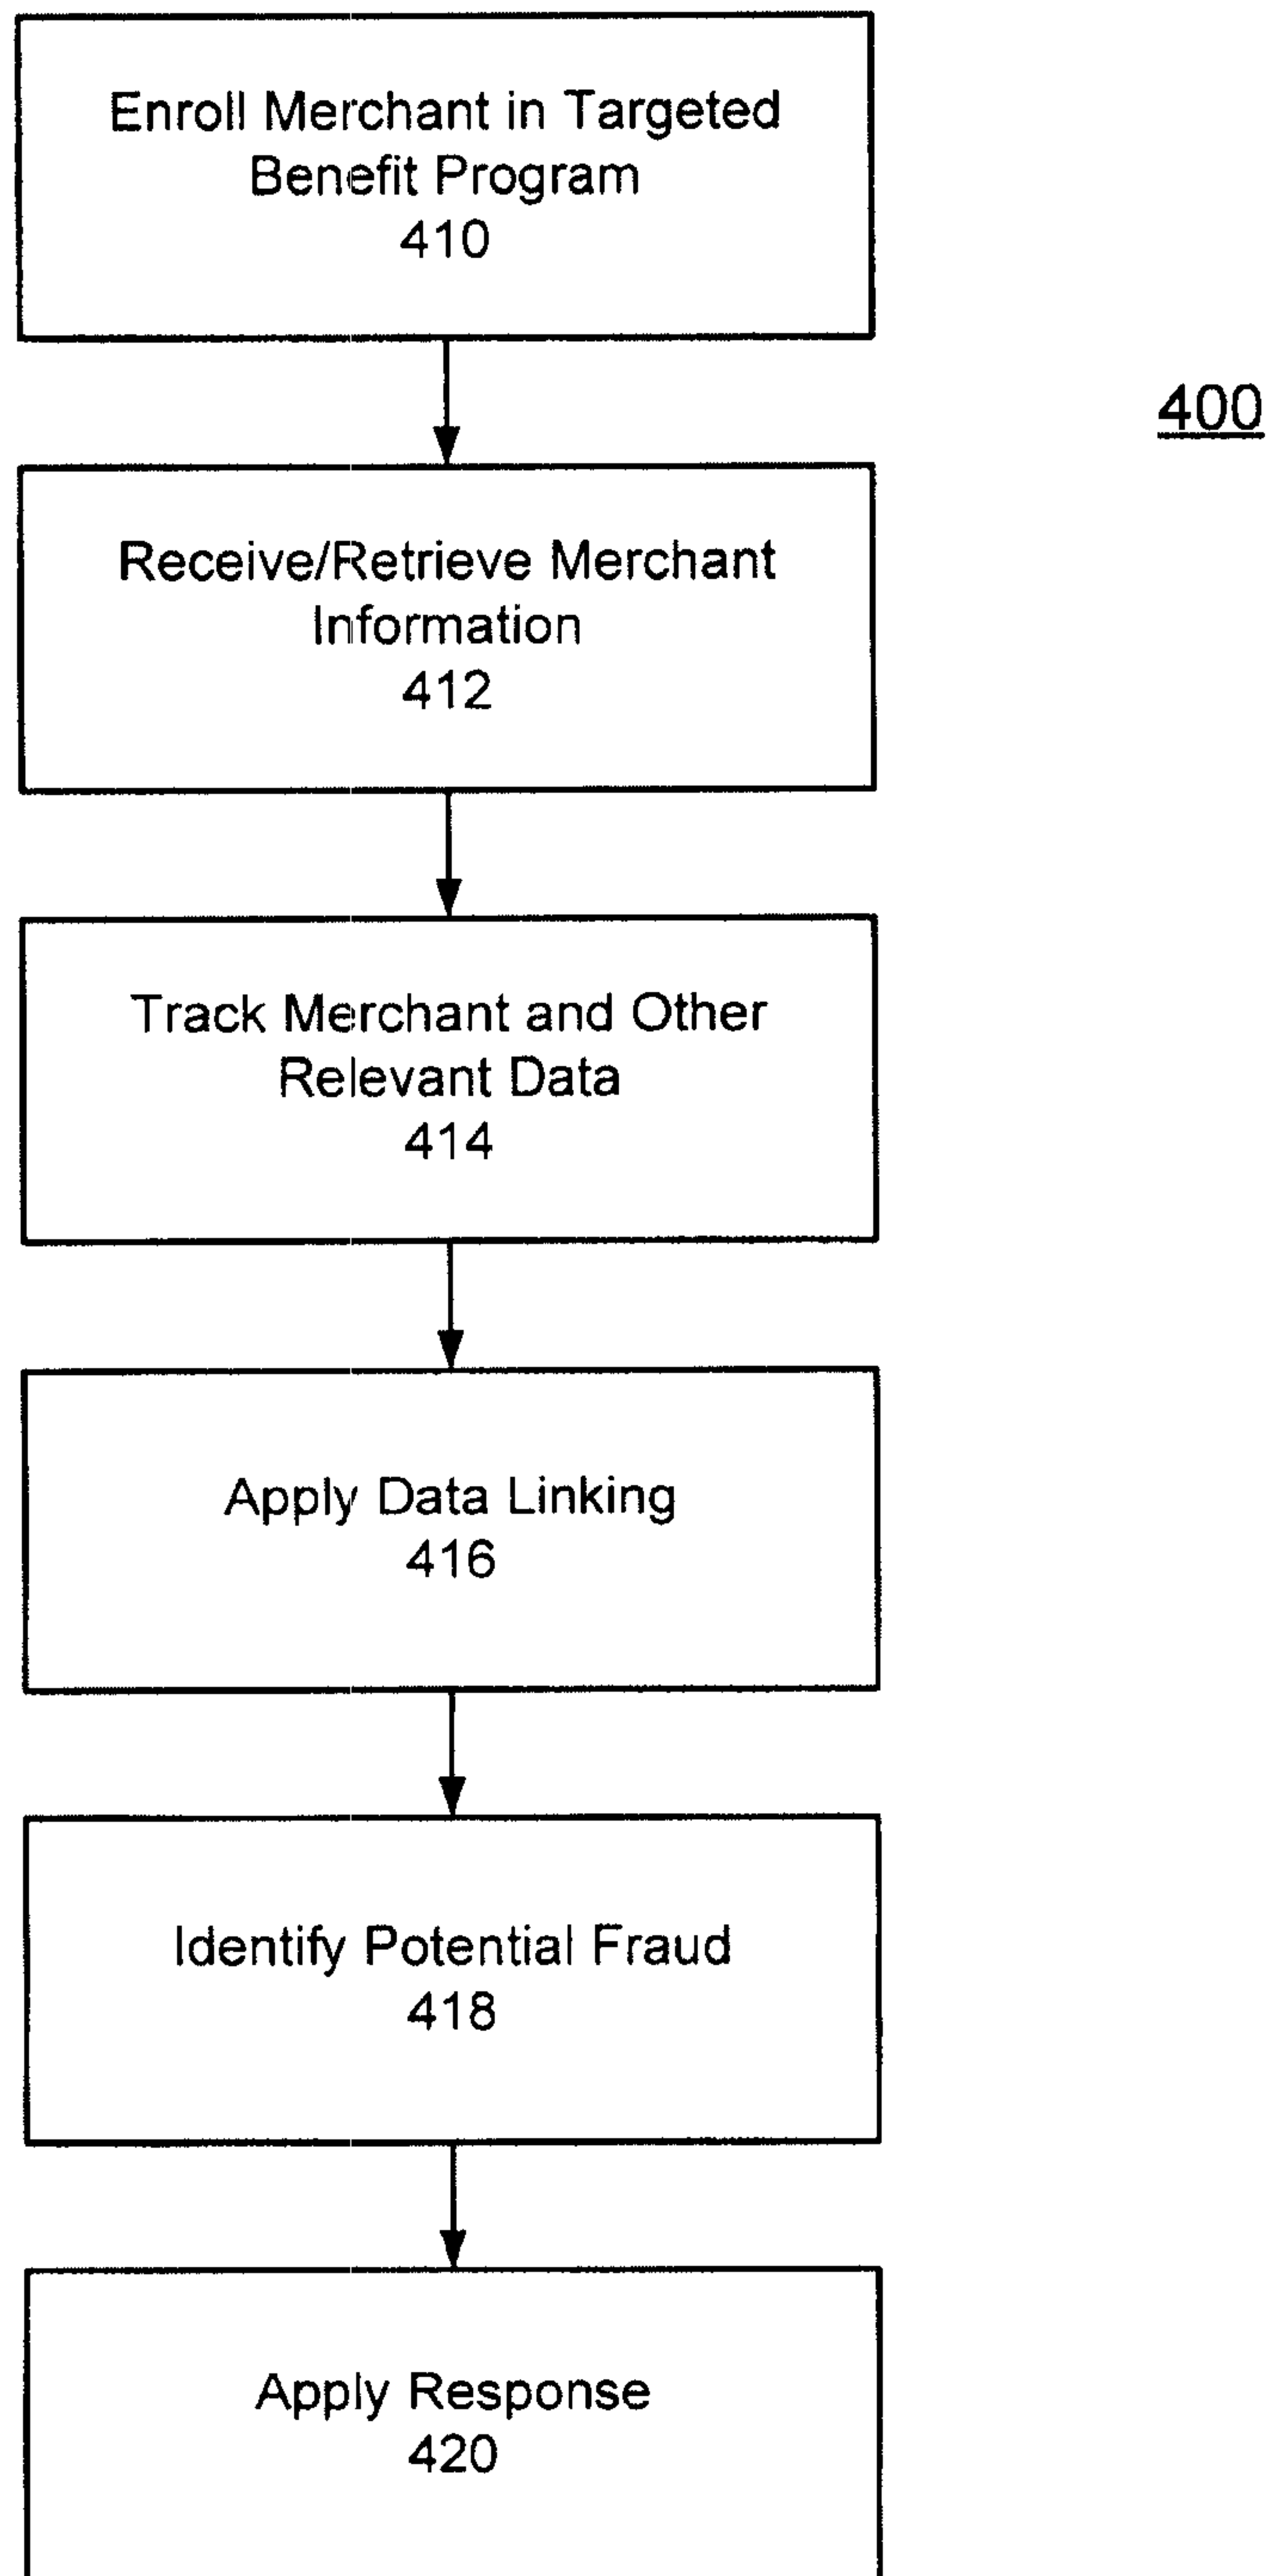 Enroll Merchant in Targeted
Benefit Program
410
400
Receive/Retrieve Merchant
Information
412
Track Merchant and Other
Relevant Data
414
Apply Data Linking
416
Identify Potential Fraud
418
Apply Response
420